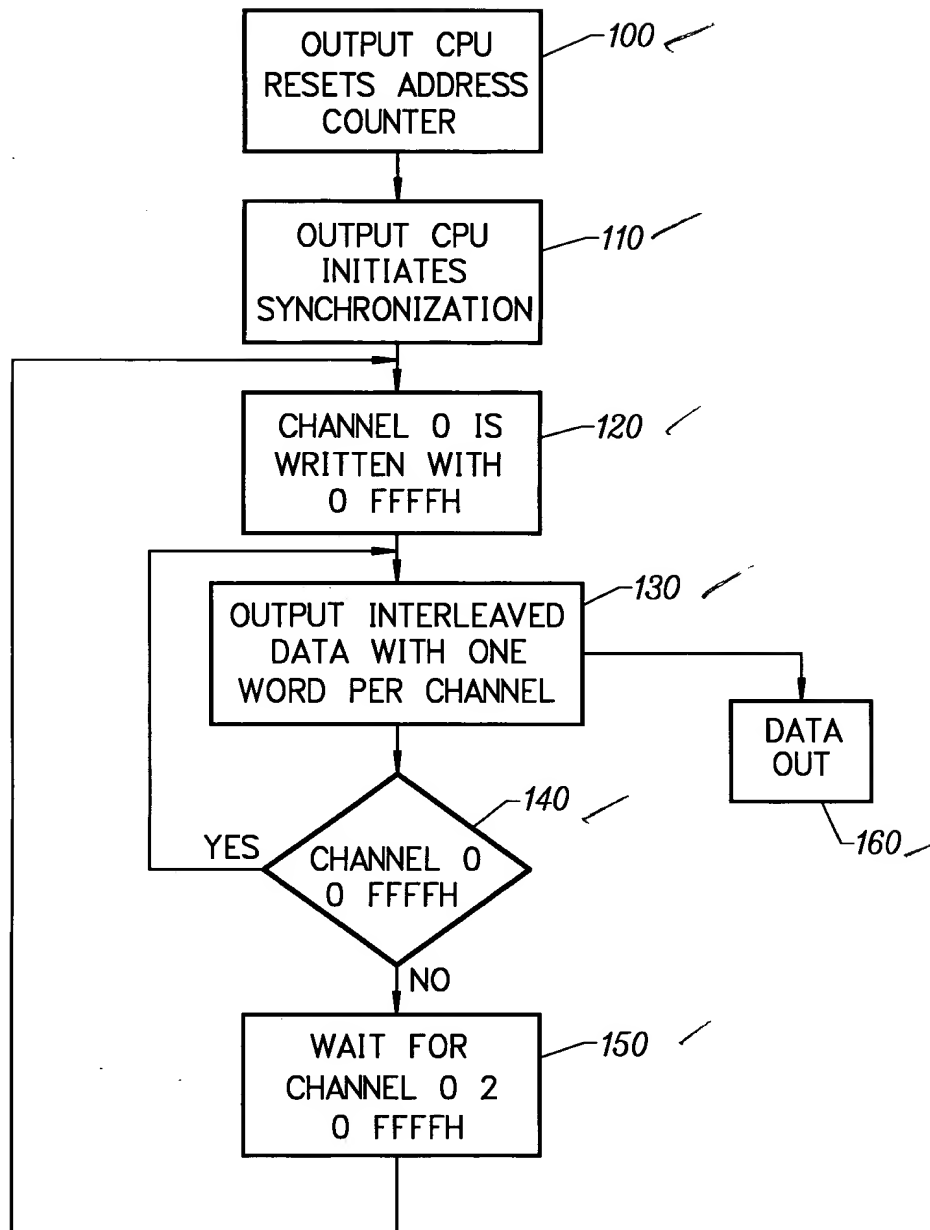 OUTPUT CPU
RESETS ADDRESS
COUNTER
100
OUTPUT CPU
INITIATES
SYNCHRONIZATION
110
CHANNEL 0 IS
WRITTEN WITH
0 FFFFH
120
OUTPUT INTERLEAVED
DATA WITH ONE
WORD PER CHANNEL
130
DATA
OUT
160
CHANNEL 0
0 FFFFH
140
YES
NO
WAIT FOR
CHANNEL 0 2
0 FFFFH
150